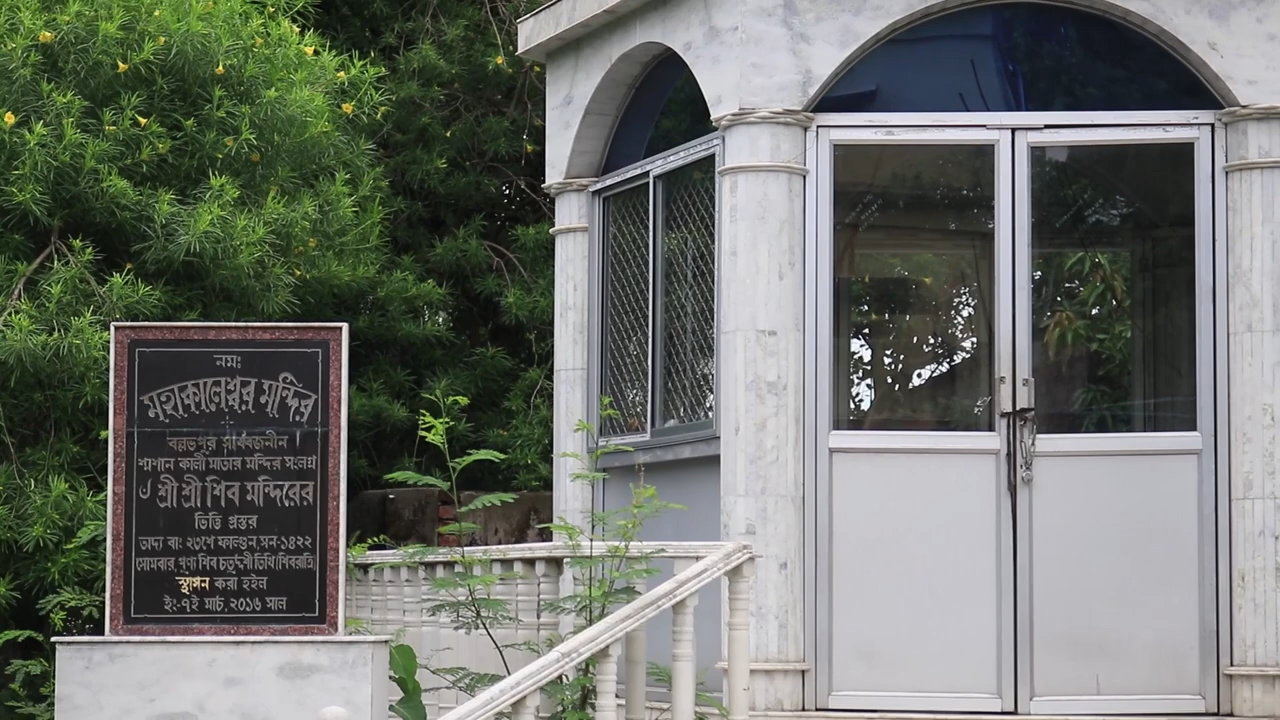 নমঃ
মহাকালেশ্বর মন্দির
বল্লভপুর সার্ব্বজনীন
শ্মশান কালী মাতার মন্দির সংলগ্ন
৺শ্রী শ্রী শিব মন্দিরের
ভিত্তি প্রস্তর
অদ্য বাং ২৩শে ফাল্গুন, সন-১৪২২
সোমবার, পুণ্য শিব চতুর্দ্দশী তিথি (শিবরাত্রি)
স্থাপন করা হইল
ইং-৭ই মার্চ, ২০১৬ সাল